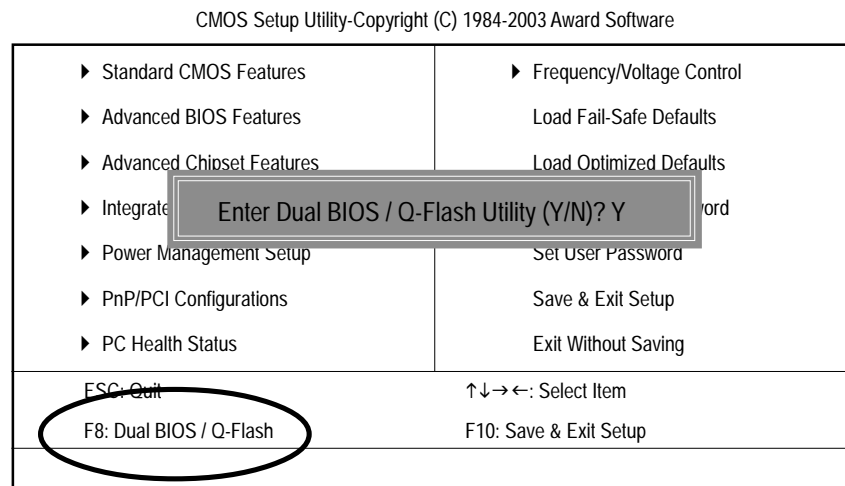 CMOS Setup Utility-Copyright (C) 1984-2003 Award Software
Standard CMOS Features
Advanced BIOS Features
Advanced Chipset Features
Integrate
Power Management Setup
PnP/PCI Configurations
PC Health Status
Frequency/Voltage Control
Load Fail-Safe Defaults
Load Optimized Defaults
Set User Password
Save & Exit Setup
Exit Without Saving
Enter Dual BIOS / Q-Flash Utility (Y/N)? Y
ESC: Quit
↑↓→←: Select Item
F8: Dual BIOS / Q-Flash
F10: Save & Exit Setup